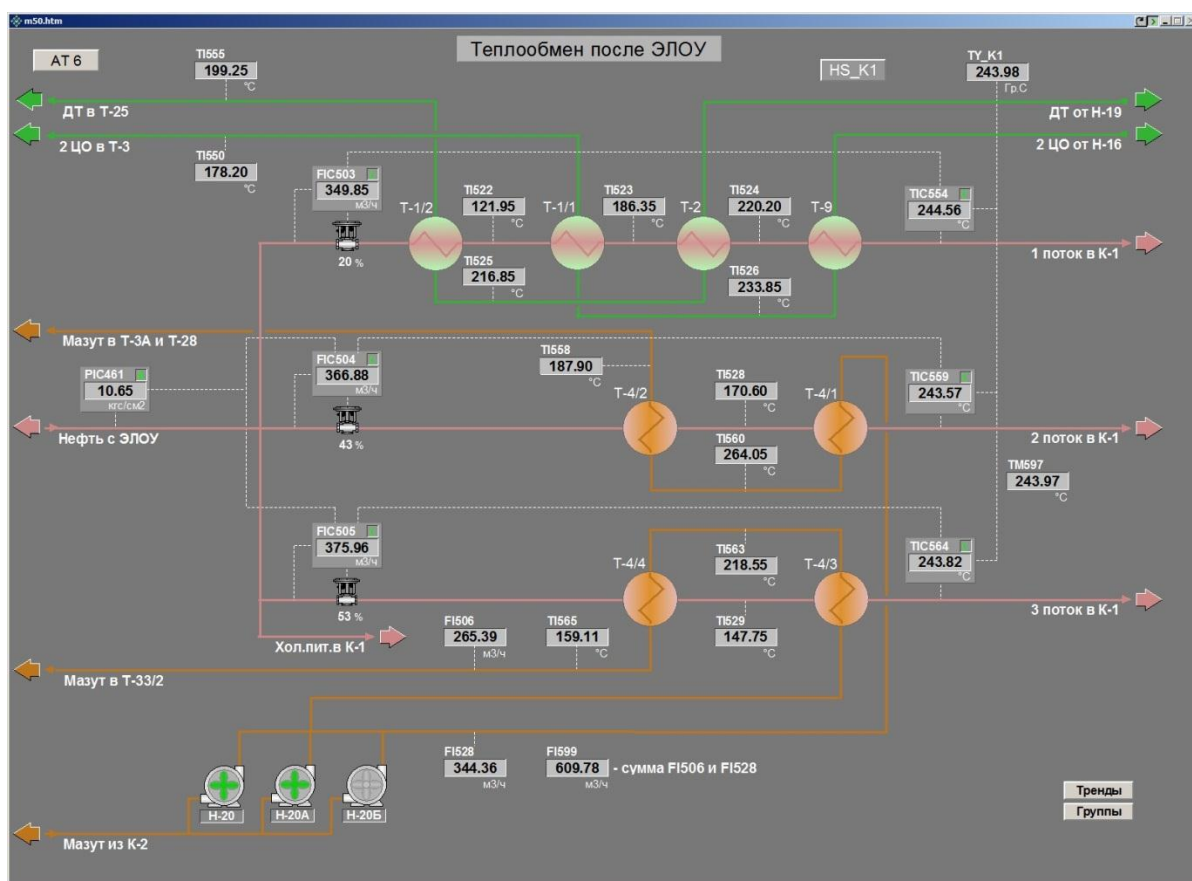 m50.htm
Теплообмен после ЭЛОУ
АТ 6
TI555
199.25
°C
HS_K1
TY_K1
243.98
Гр.С
ДТ в Т-25
ДТ от Н-19
2 ЦО в Т-3
2 ЦО от Н-16
TI550
178.20
°C
FIC503
349.85
м3/ч
20 %
Т-1/2
TI522
121.95
°C
Т-1/1
TI523
186.35
°C
Т-2
TI524
220.20
°C
Т-9
TIC554
244.56
°C
TI525
216.85
°C
TI526
233.85
°C
1 поток в К-1
Мазут в Т-3А и Т-28
PIC461
10.65
кгс/см2
FIC504
366.88
м3/ч
43 %
TI558
187.90
°C
Т-4/2
TI528
170.60
°C
Т-4/1
TIC559
243.57
°C
Нефть с ЭЛОУ
TI560
264.05
°C
2 поток в К-1
TM597
243.97
°C
FIC505
375.96
м3/ч
53 %
Т-4/4
TI563
218.55
°C
Т-4/3
TIC564
243.82
°C
3 поток в К-1
Хол.пит.в К-1
FI506
265.39
м3/ч
TI565
159.11
°C
TI529
147.75
°C
Мазут в Т-33/2
FI528
344.36
м3/ч
FI599
609.78 - сумма FI506 и FI528
м3/ч
Н-20
Н-20А
Н-20Б
Тренды
Группы
Мазут из К-2